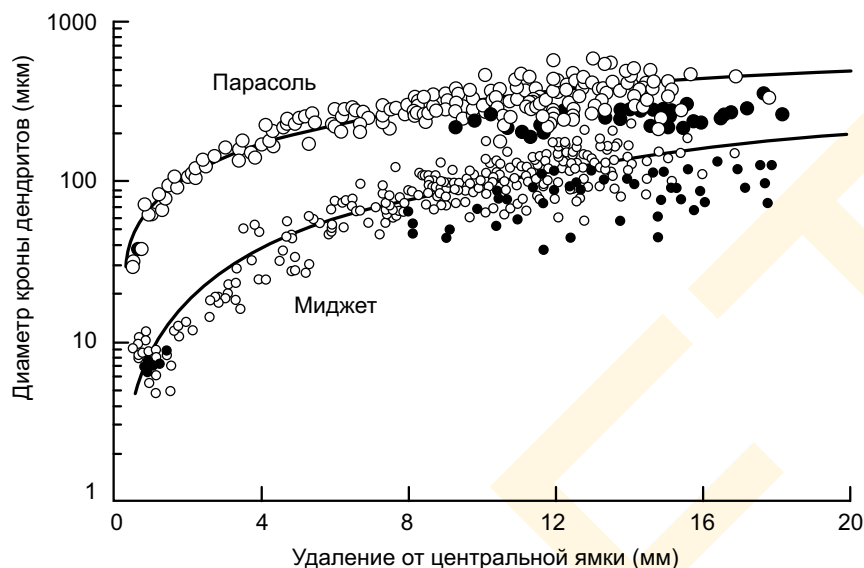 Диаметр кроны дендритов (мкм)
1000
100
10
1
Парасоль
Миджет
0 4 8 12 16 20
Удаление от центральной ямки (мм)